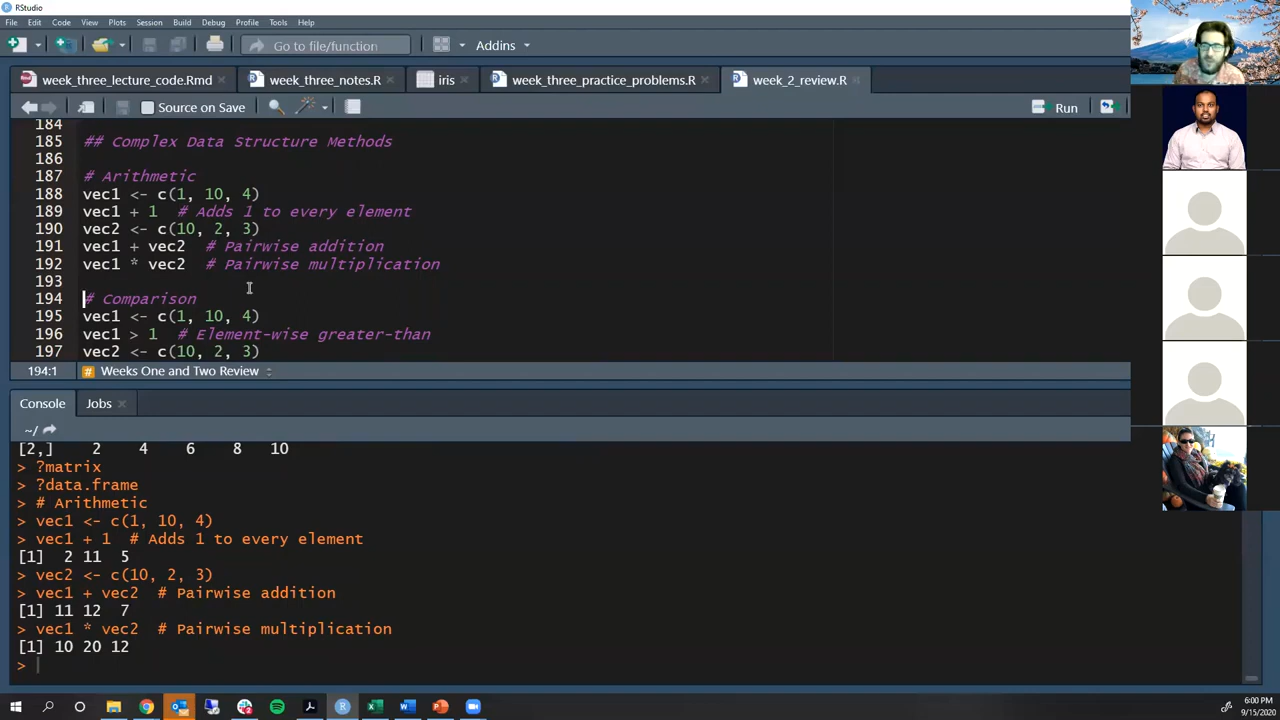 RStudio
File Edit Code View Plots Session Build Debug Profile Tools Help
Go to file/function Addins
week_three_lecture_code.Rmd week_three_notes.R iris week_three_practice_problems.R week_2_review.R
Source on Save Run
184
185 ## Complex Data Structure Methods
186
187 # Arithmetic
188 vec1 <- c(1, 10, 4)
189 vec1 + 1 # Adds 1 to every element
190 vec2 <- c(10, 2, 3)
191 vec1 + vec2 # Pairwise addition
192 vec1 * vec2 # Pairwise multiplication
193
194 # Comparison
195 vec1 <- c(1, 10, 4)
196 vec1 > 1 # Element-wise greater-than
197 vec2 <- c(10, 2, 3)
194:1 # Weeks One and Two Review
Console Jobs
~/
[2,] 2 4 6 8 10
> ?matrix
> ?data.frame
> # Arithmetic
> vec1 <- c(1, 10, 4)
> vec1 + 1 # Adds 1 to every element
[1] 2 11 5
> vec2 <- c(10, 2, 3)
> vec1 + vec2 # Pairwise addition
[1] 11 12 7
> vec1 * vec2 # Pairwise multiplication
[1] 10 20 12
>
6:00 PM
9/15/2020